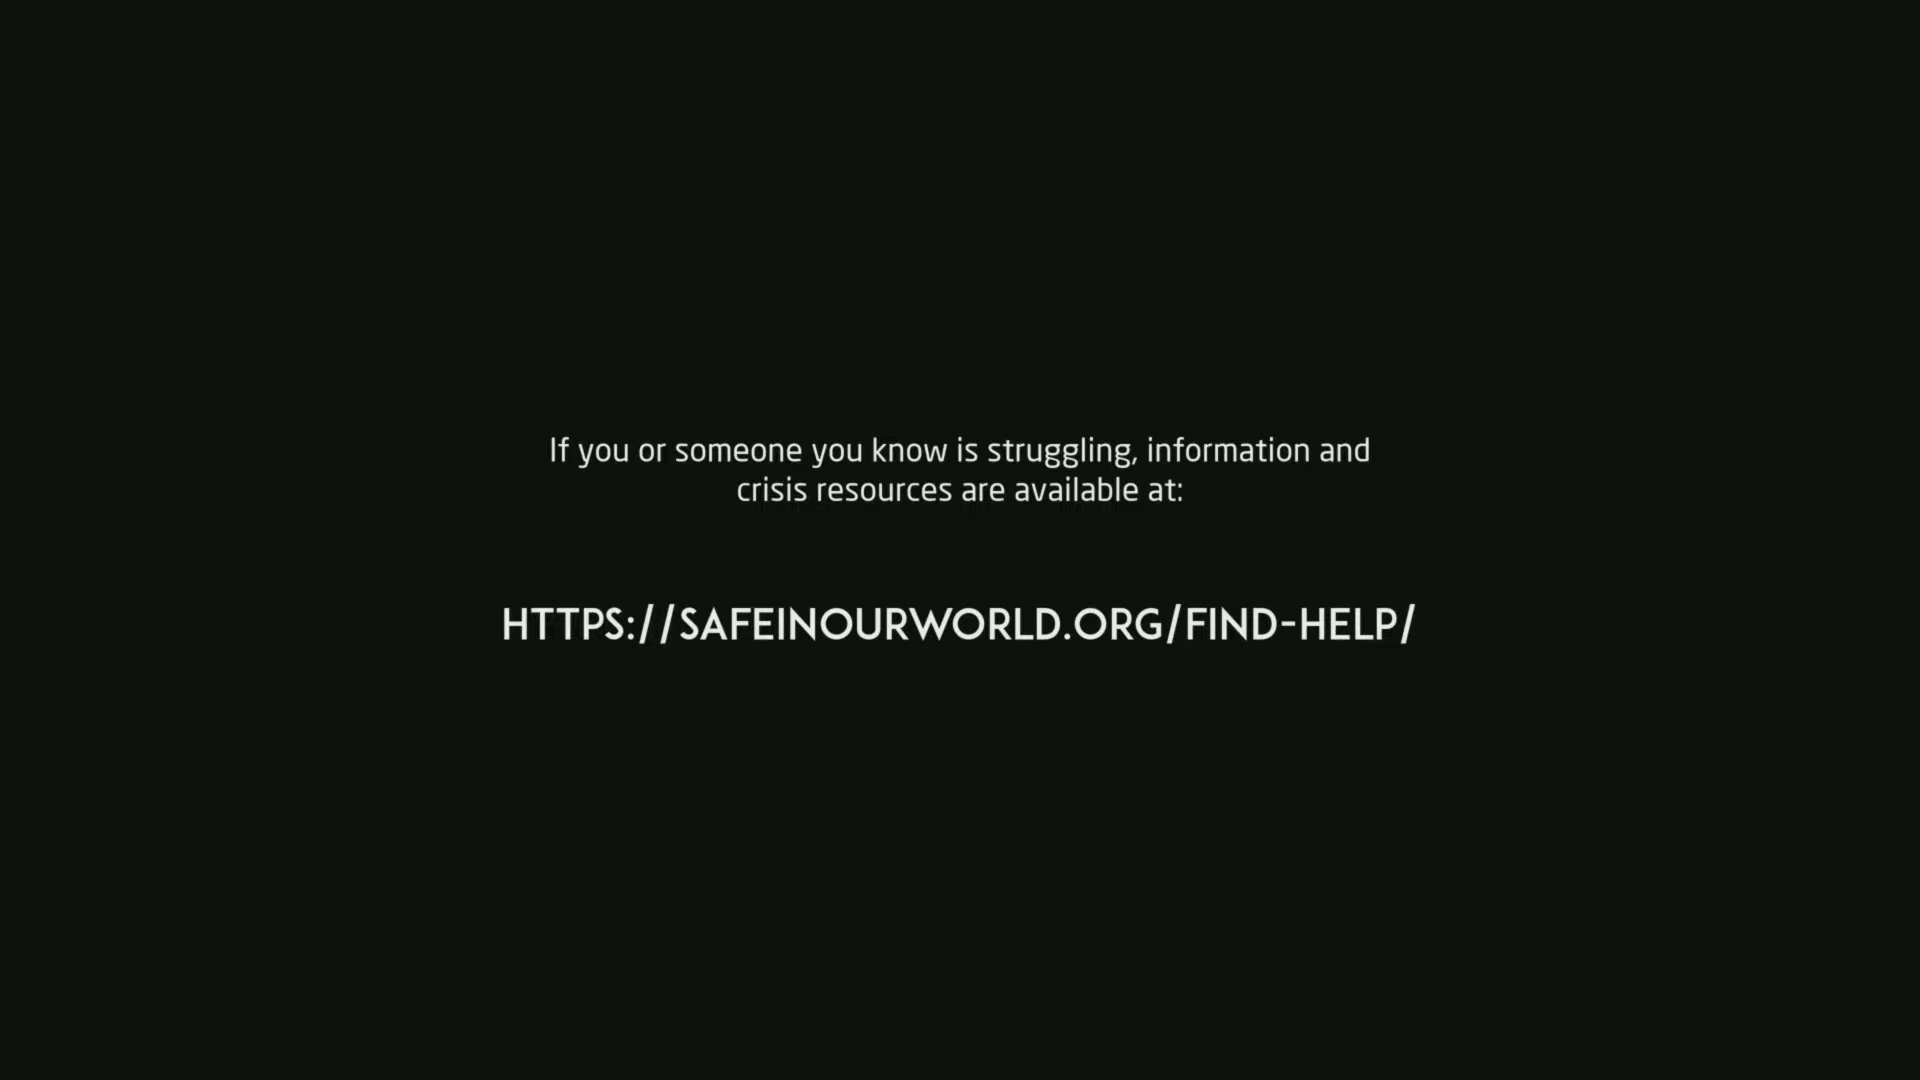 If you or someone you know is struggling, information and
crisis resources are available at:
HTTPS://SAFEINOURWORLD.ORG/FIND-HELP/